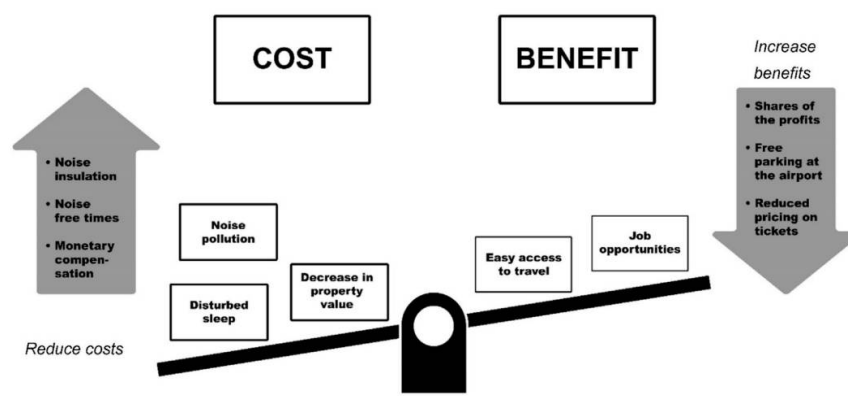 COST
BENEFIT
Increase
benefits
• Noise
insulation
• Noise
free times
• Monetary
compen-
sation
Reduce costs
Noise
pollution
Disturbed
sleep
Decrease in
property
value
Easy access
to travel
Job
opportunities
• Shares of
the profits
• Free
parking at
the airport
• Reduced
pricing on
tickets